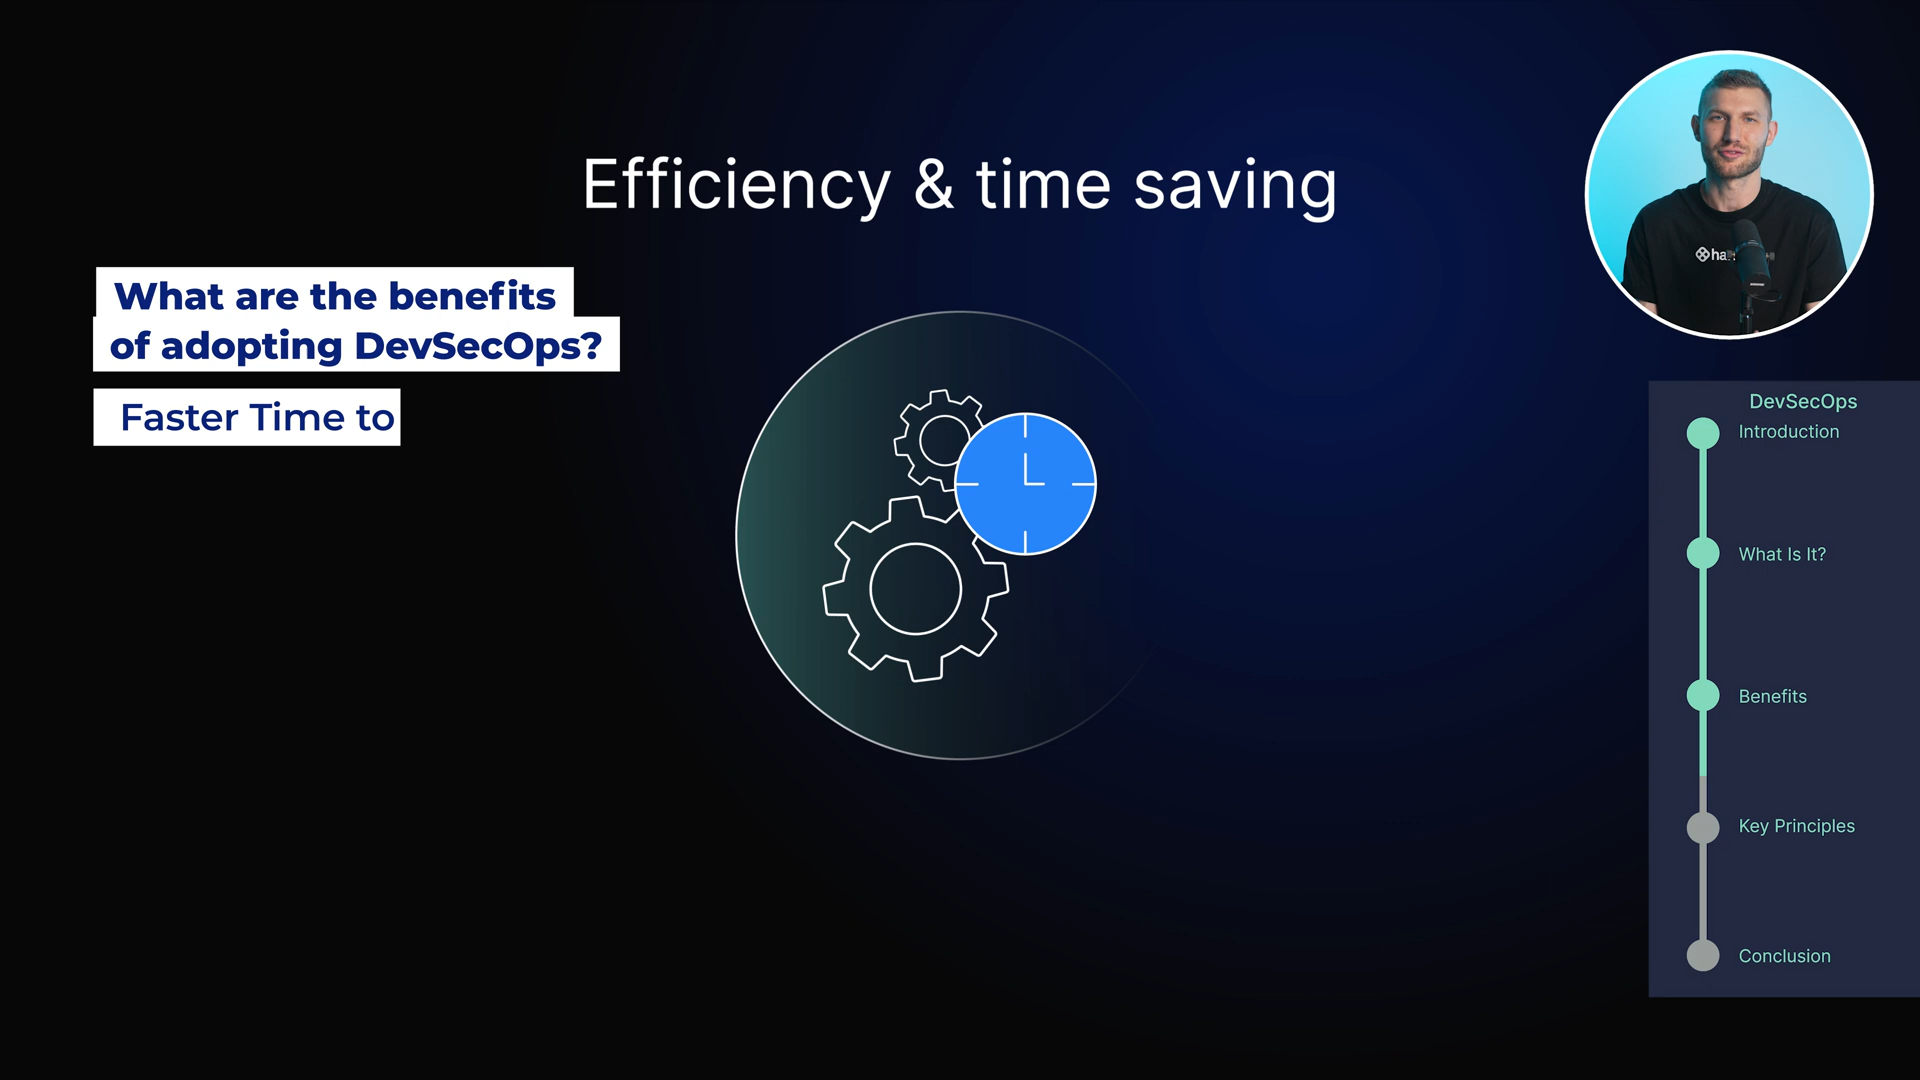 Efficiency & time saving
What are the benefits
of adopting DevSecOps?
Faster Time to
DevSecOps
Introduction
What Is It?
Benefits
Key Principles
Conclusion